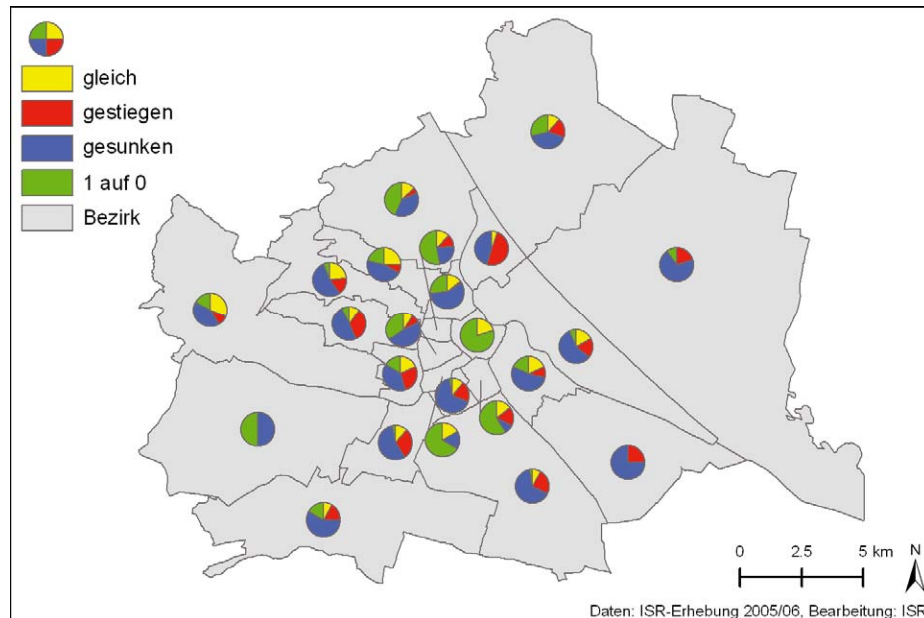 gleich
gestiegen
gesunken
1 auf 0
Bezirk
0 2.5 5 km
N
Daten: ISR-Erhebung 2005/06, Bearbeitung: ISR